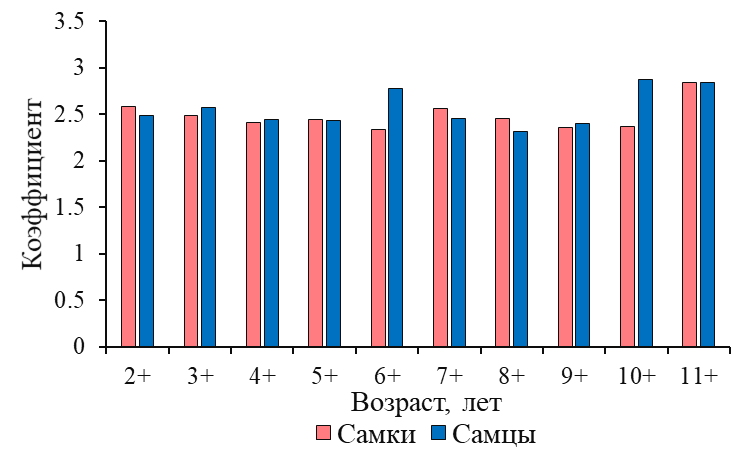 3.5
3
2.5
2
1.5
1
0.5
0
Коэффициент
2+ 3+ 4+ 5+ 6+ 7+ 8+ 9+ 10+ 11+
Возраст, лет
Самки Самцы